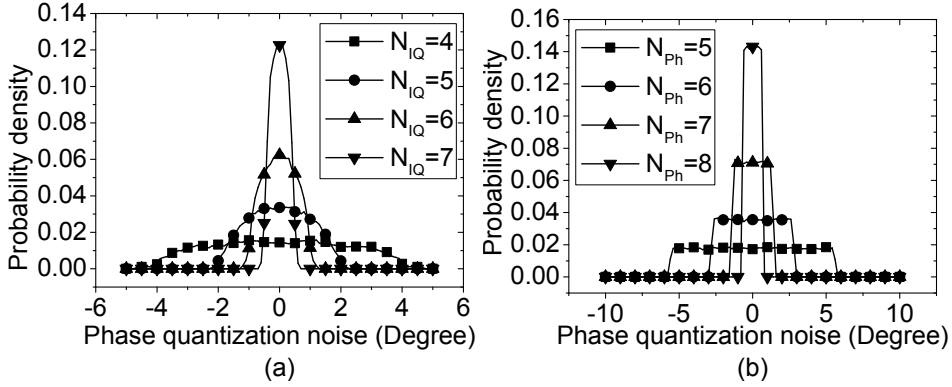 N_IQ=4
N_IQ=5
N_IQ=6
N_IQ=7
Probability density
0.14
0.12
0.10
0.08
0.06
0.04
0.02
0.00
-6 -4 -2 0 2 4 6
Phase quantization noise (Degree)
(a)
N_Ph=5
N_Ph=6
N_Ph=7
N_Ph=8
Probability density
0.16
0.14
0.12
0.10
0.08
0.06
0.04
0.02
0.00
-10 -5 0 5 10
Phase quantization noise (Degree)
(b)